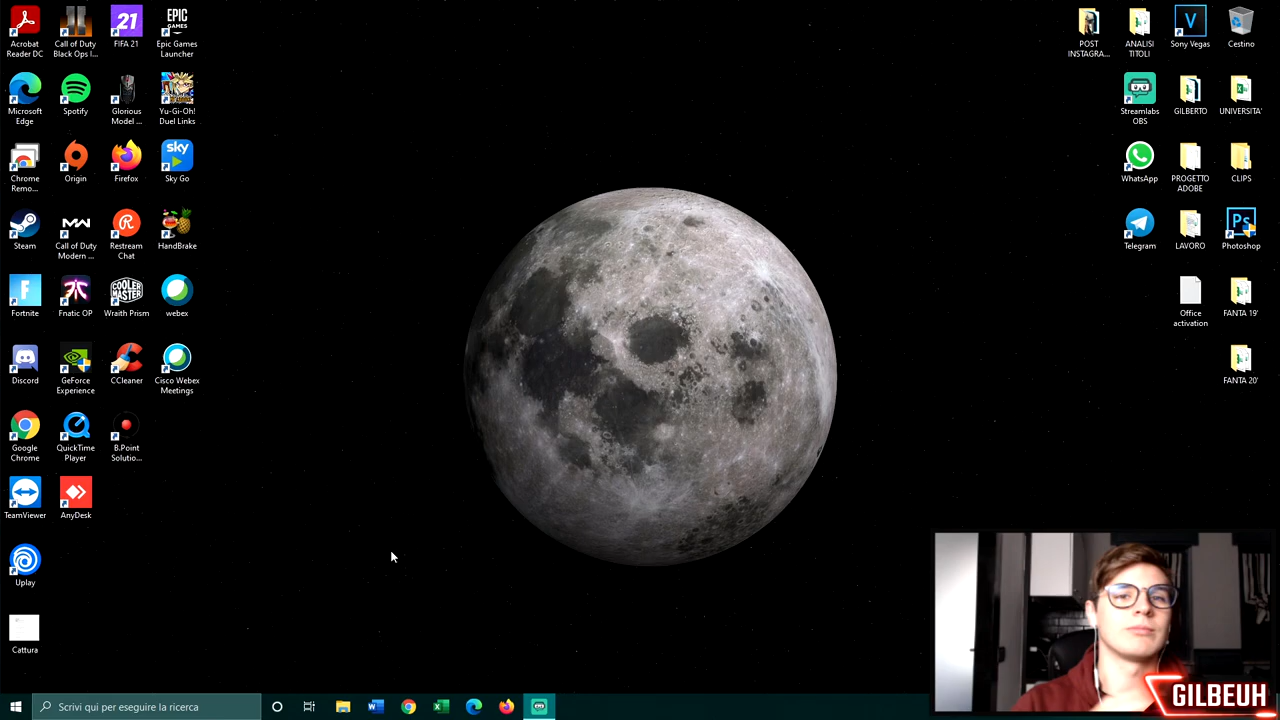 Acrobat
Reader DC
Call of Duty
Black Ops I...
21
FIFA 21
EPIC
GAMES
Epic Games
Launcher
Microsoft
Edge
Spotify
Glorious
Model ...
Yu-Gi-Oh!
Duel Links
Chrome
Remo...
Origin
Firefox
sky
Sky Go
Steam
Call of Duty
Modern ...
Restream
Chat
HandBrake
Fortnite
Fnatic OP
COOLER
MASTER
Wraith Prism
webex
Discord
GeForce
Experience
CCleaner
Cisco Webex
Meetings
Google
Chrome
QuickTime
Player
B.Point
Solutio...
TeamViewer
AnyDesk
Uplay
Cattura
POST
INSTAGRA...
ANALISI
TITOLI
V
Sony Vegas
Cestino
Streamlabs
OBS
GILBERTO
UNIVERSITA'
WhatsApp
PROGETTO
ADOBE
CLIPS
Telegram
LAVORO
Ps
Photoshop
Office
activation
FANTA 19'
FANTA 20'
GILBEUH
Scrivi qui per eseguire la ricerca